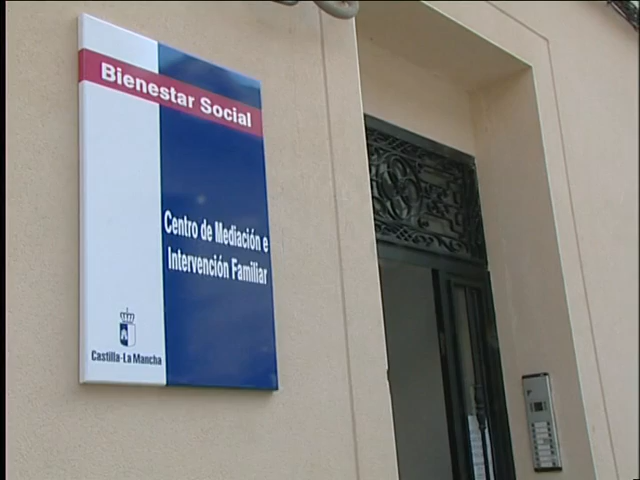 Bienestar Social
Centro de Mediación e
Intervención Familiar
Castilla-La Mancha